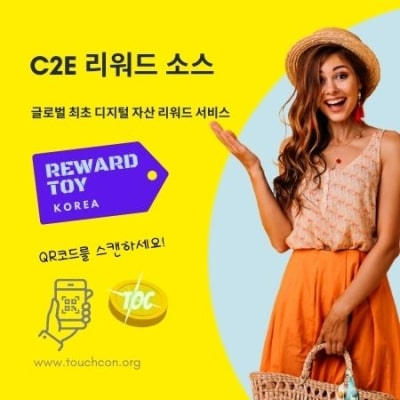 C2E 리워드 소스
글로벌 최초 디지털 자산 리워드 서비스
REWARD
TOY
KOREA
QR코드를 스캔하세요!
TOC
www.touchcon.org